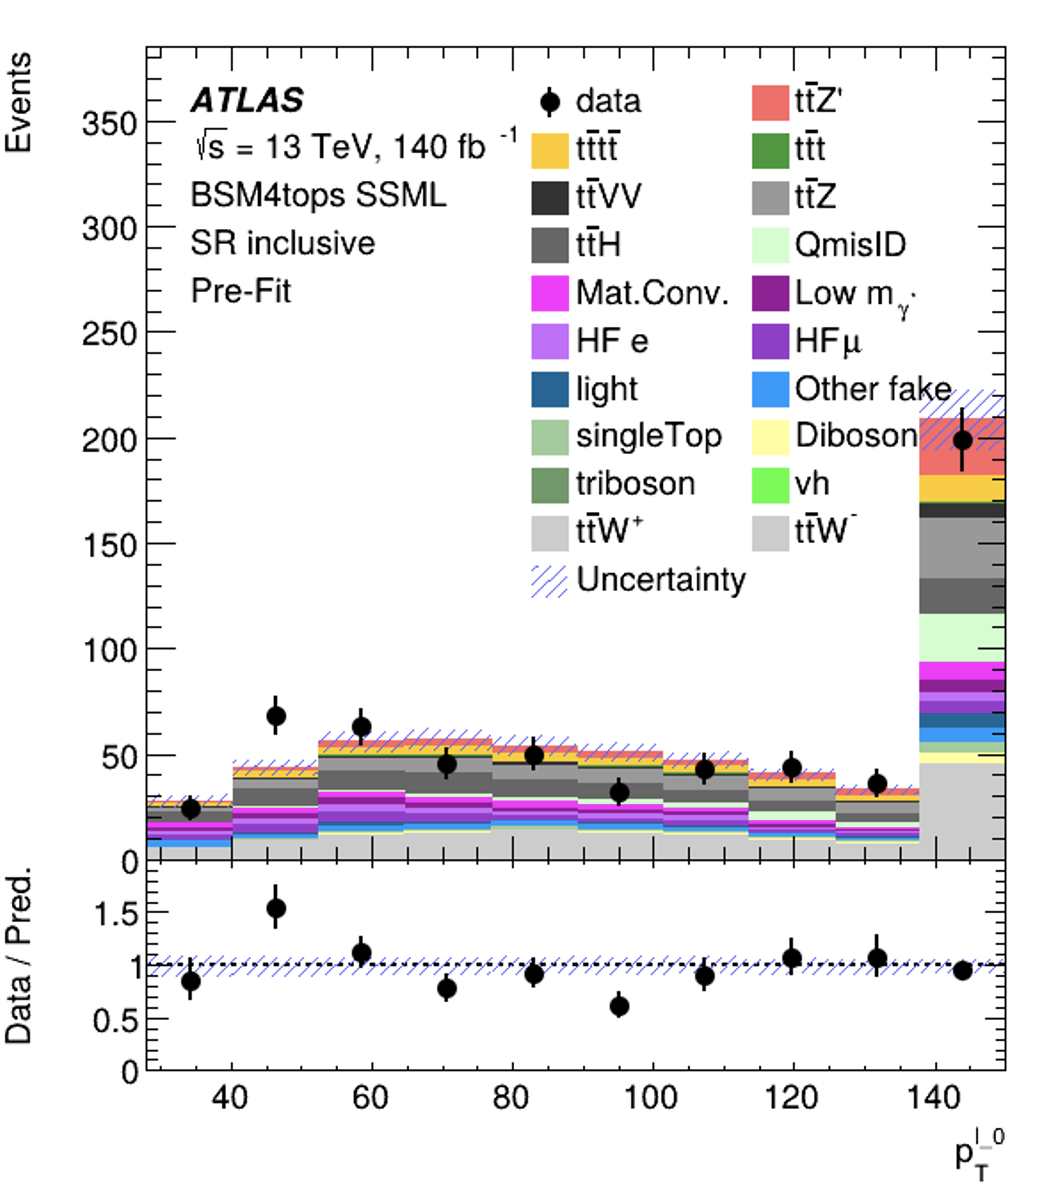 Events
350
300
250
200
150
100
50
0
ATLAS
√s = 13 TeV, 140 fb -1
BSM4tops SSML
SR inclusive
Pre-Fit
data
tt̄Z'
tt̄tt̄
tt̄t
tt̄VV
tt̄Z
tt̄H
QmisID
Mat.Conv.
Low m γ*
HF e
HF μ
light
Other fake
singleTop
Diboson
triboson
vh
tt̄W+
tt̄W-
Uncertainty
Data / Pred.
1.5
1
0.5
0
40 60 80 100 120 140
p T l_0